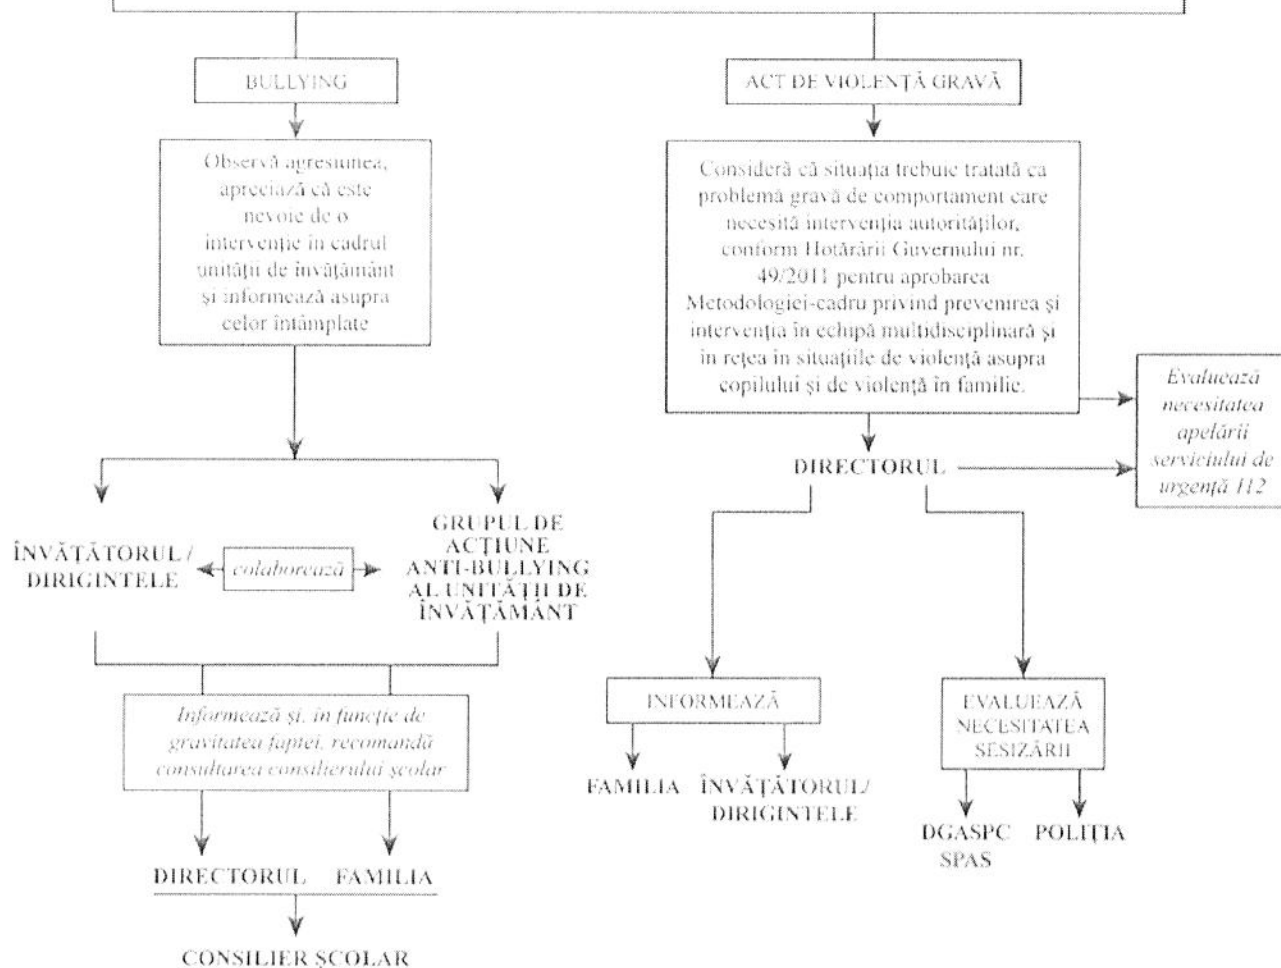 BULLYING
Observă agresiunea,
apreciază că este
nevoie de o
intervenție în cadrul
unității de învățământ
și informează asupra
celor întâmplate
ÎNVĂȚĂTORUL /
DIRIGINTELE
colaborează
GRUPUL DE
ACȚIUNE
ANTI-BULLYING
AL UNITĂȚII DE
ÎNVĂȚĂMÂNT
Informează și, în funcție de
gravitatea faptei, recomandă
consultarea consilierului școlar
DIRECTORUL FAMILIA
CONSILIER ȘCOLAR
ACT DE VIOLENȚĂ GRAVĂ
Consideră că situația trebuie tratată ca
problemă gravă de comportament care
necesită intervenția autorităților,
conform Hotărârii Guvernului nr.
49/2011 pentru aprobarea
Metodologiei-cadru privind prevenirea și
intervenția în echipă multidisciplinară și
în rețea în situațiile de violență asupra
copilului și de violență în familie.
Evaluează
necesitatea
apelării
serviciului de
urgență 112
DIRECTORUL
INFORMEAZĂ
FAMILIA ÎNVĂȚĂTORUL/
DIRIGINTELE
EVALUEAZĂ
NECESITATEA
SESIZĂRII
DGASPC POLIȚIA
SPAS